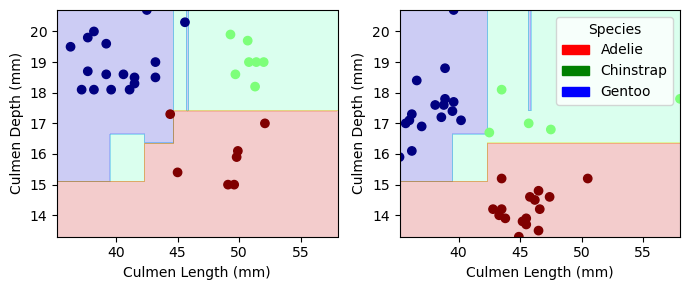 20
19
18
17
16
15
14
Culmen Depth (mm)
40
45
50
55
Culmen Length (mm)
20
19
18
17
16
15
14
Culmen Depth (mm)
40
45
50
55
Culmen Length (mm)
Species
Adelie
Chinstrap
Gentoo